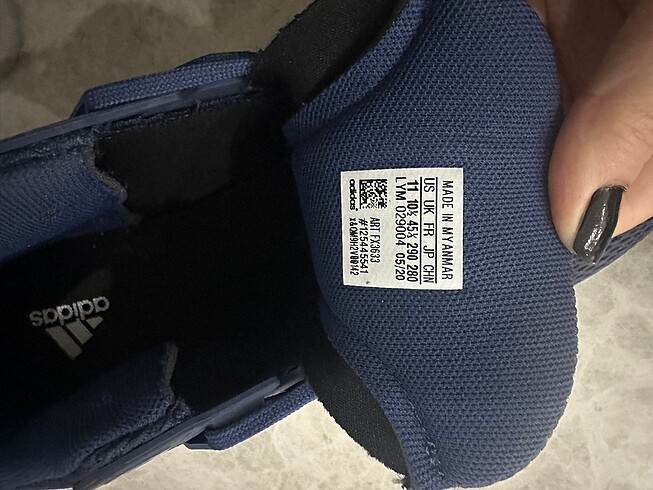 MADE IN MYANMAR
US UK FR JP CHN
11 10½ 45⅓ 290 280
LYM 029004 05/20
ART FX3633
#125445541
adidas
adidas